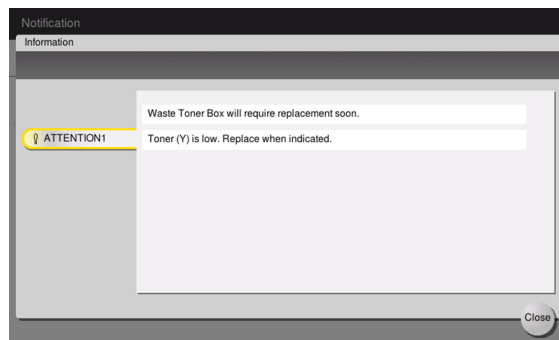 Notification
Information
Waste Toner Box will require replacement soon.
ATTENTION1
Toner (Y) is low. Replace when indicated.
Close